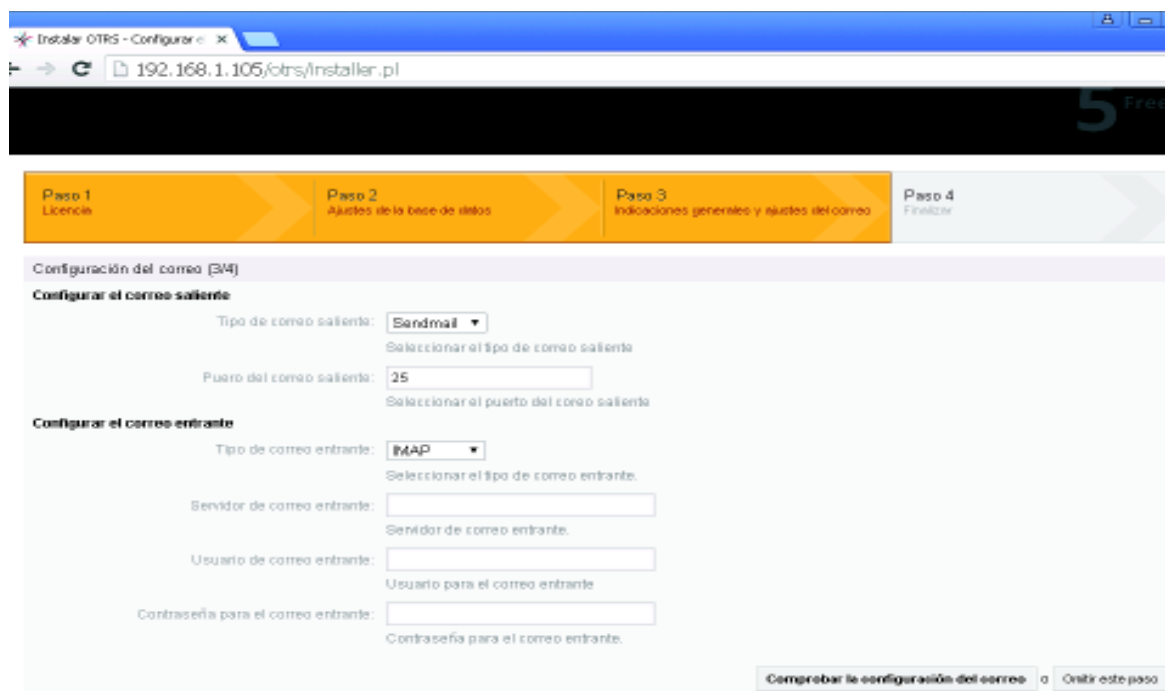 Instalar OTRS - Configurar e
192.168.1.105/otrs/installer.pl
5 Free
Paso 1
Licencia
Paso 2
Ajustes de la base de datos
Paso 3
Indicaciones generales y ajustes del correo
Paso 4
Finalizar
Configuración del correo (3/4)
Configurar el correo saliente
Tipo de correo saliente: Sendmail
Seleccionar el tipo de correo saliente
Puero del correo saliente: 25
Seleccionar el puerto del coreo saliente
Configurar el correo entrante
Tipo de correo entrante: IMAP
Seleccionar el tipo de correo entrante.
Servidor de correo entrante:
Servidor de correo entrante.
Usuario de correo entrante:
Usuario para el correo entrante
Contraseña para el correo entrante:
Contraseña para el correo entrante.
Comprobar la configuración del correo o Omitir este paso